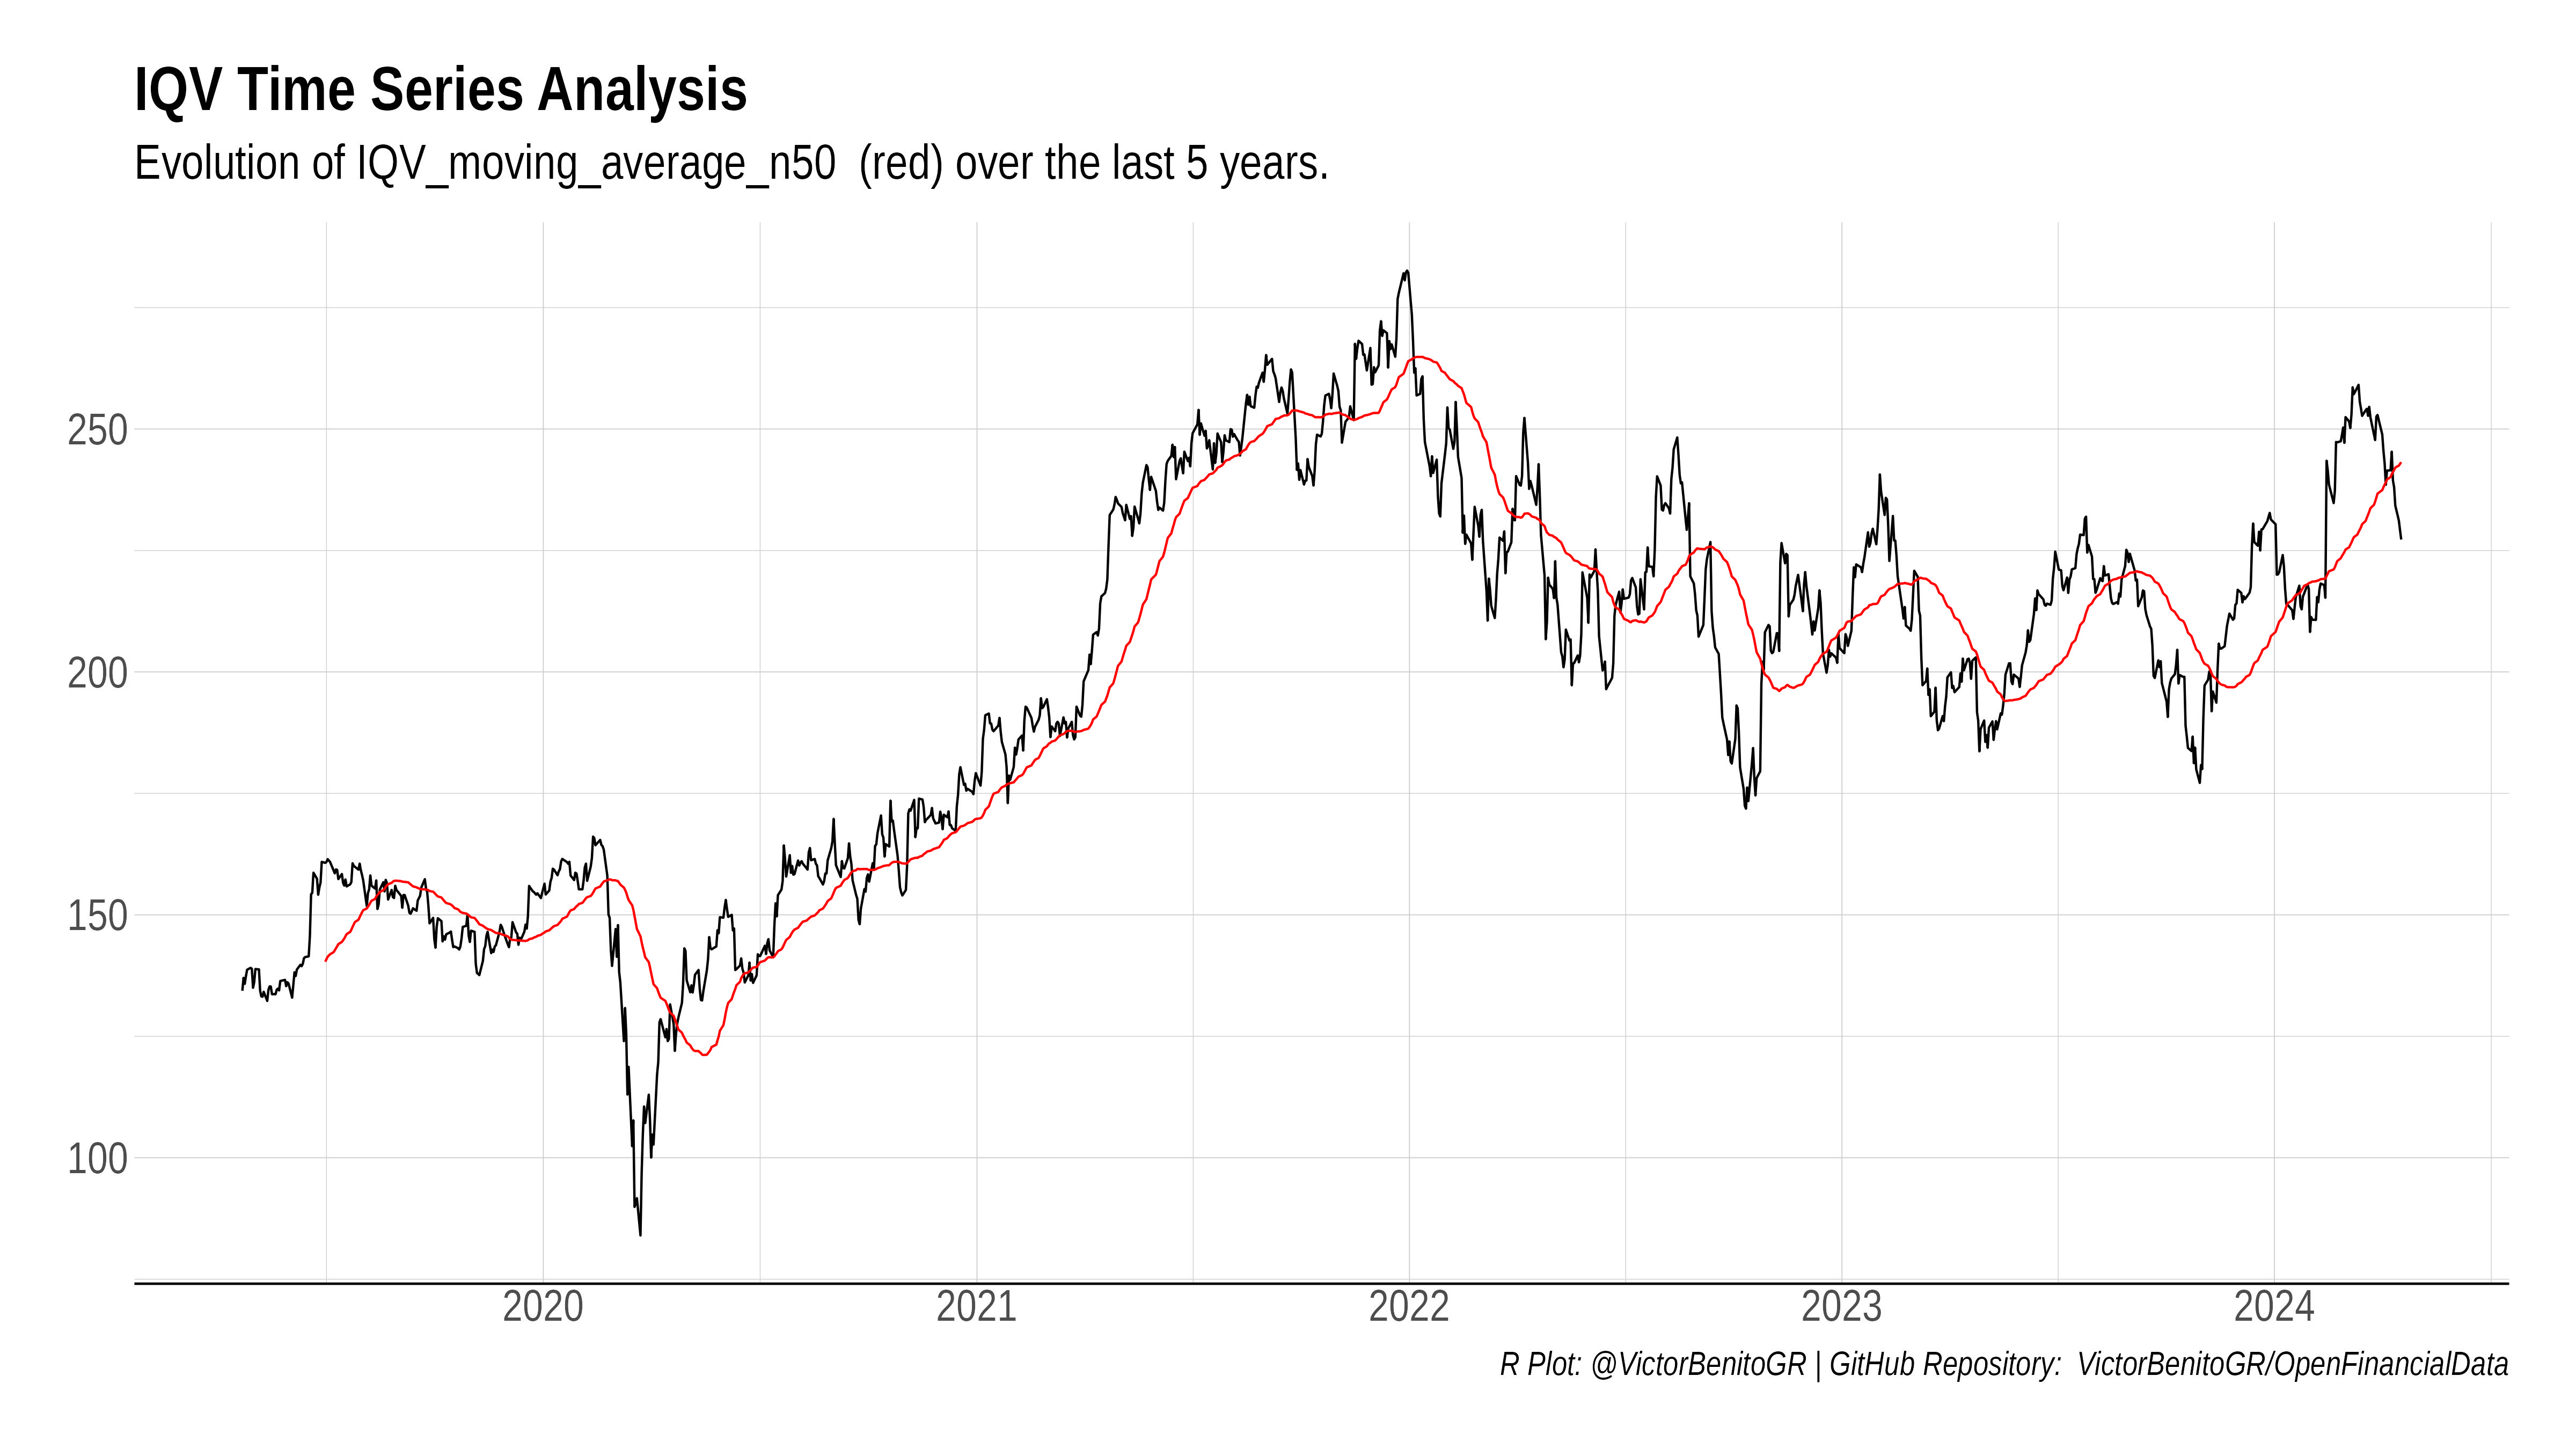 IQV Time Series Analysis
Evolution of IQV_moving_average_n50  (red) over the last 5 years.
250
200
150
100
2020 2021 2022 2023 2024
R Plot: @VictorBenitoGR | GitHub Repository:  VictorBenitoGR/OpenFinancialData